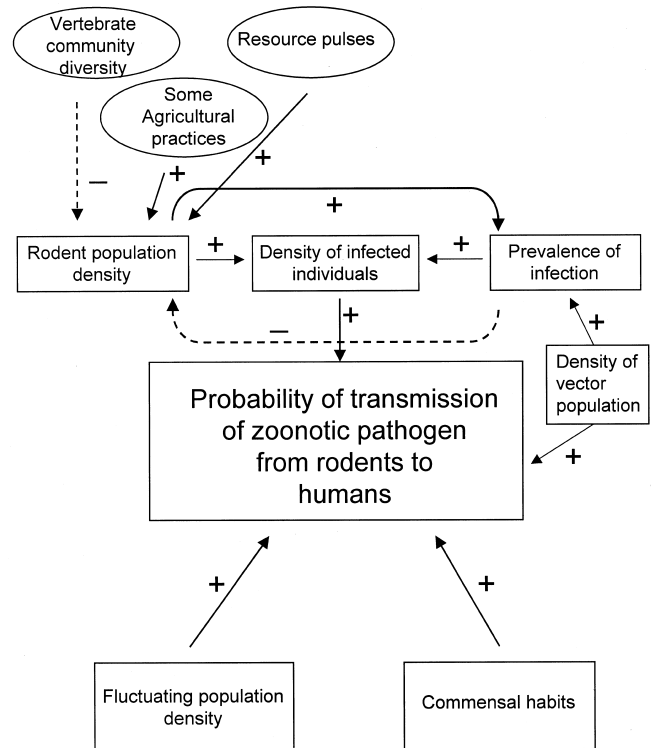 Vertebrate
community
diversity
Resource pulses
Some
Agricultural
practices
+
+
–
+
Rodent population
density
+
Density of infected
individuals
+
Prevalence of
infection
–
+
+
Density of
vector
population
Probability of transmission
of zoonotic pathogen
from rodents to
humans
+
+
+
Fluctuating population
density
Commensal habits